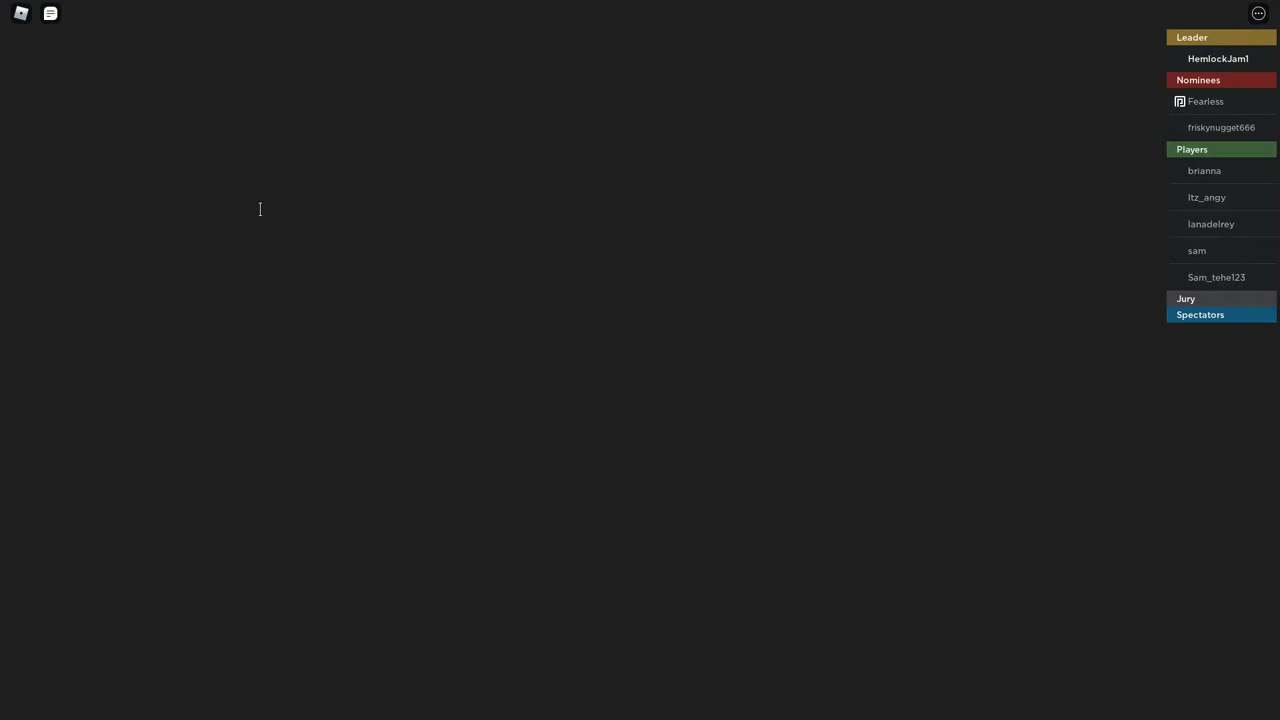 Leader
HemlockJam1
Nominees
Fearless
friskynugget666
Players
brianna
Itz_angy
lanadelrey
sam
Sam_tehe123
Jury
Spectators